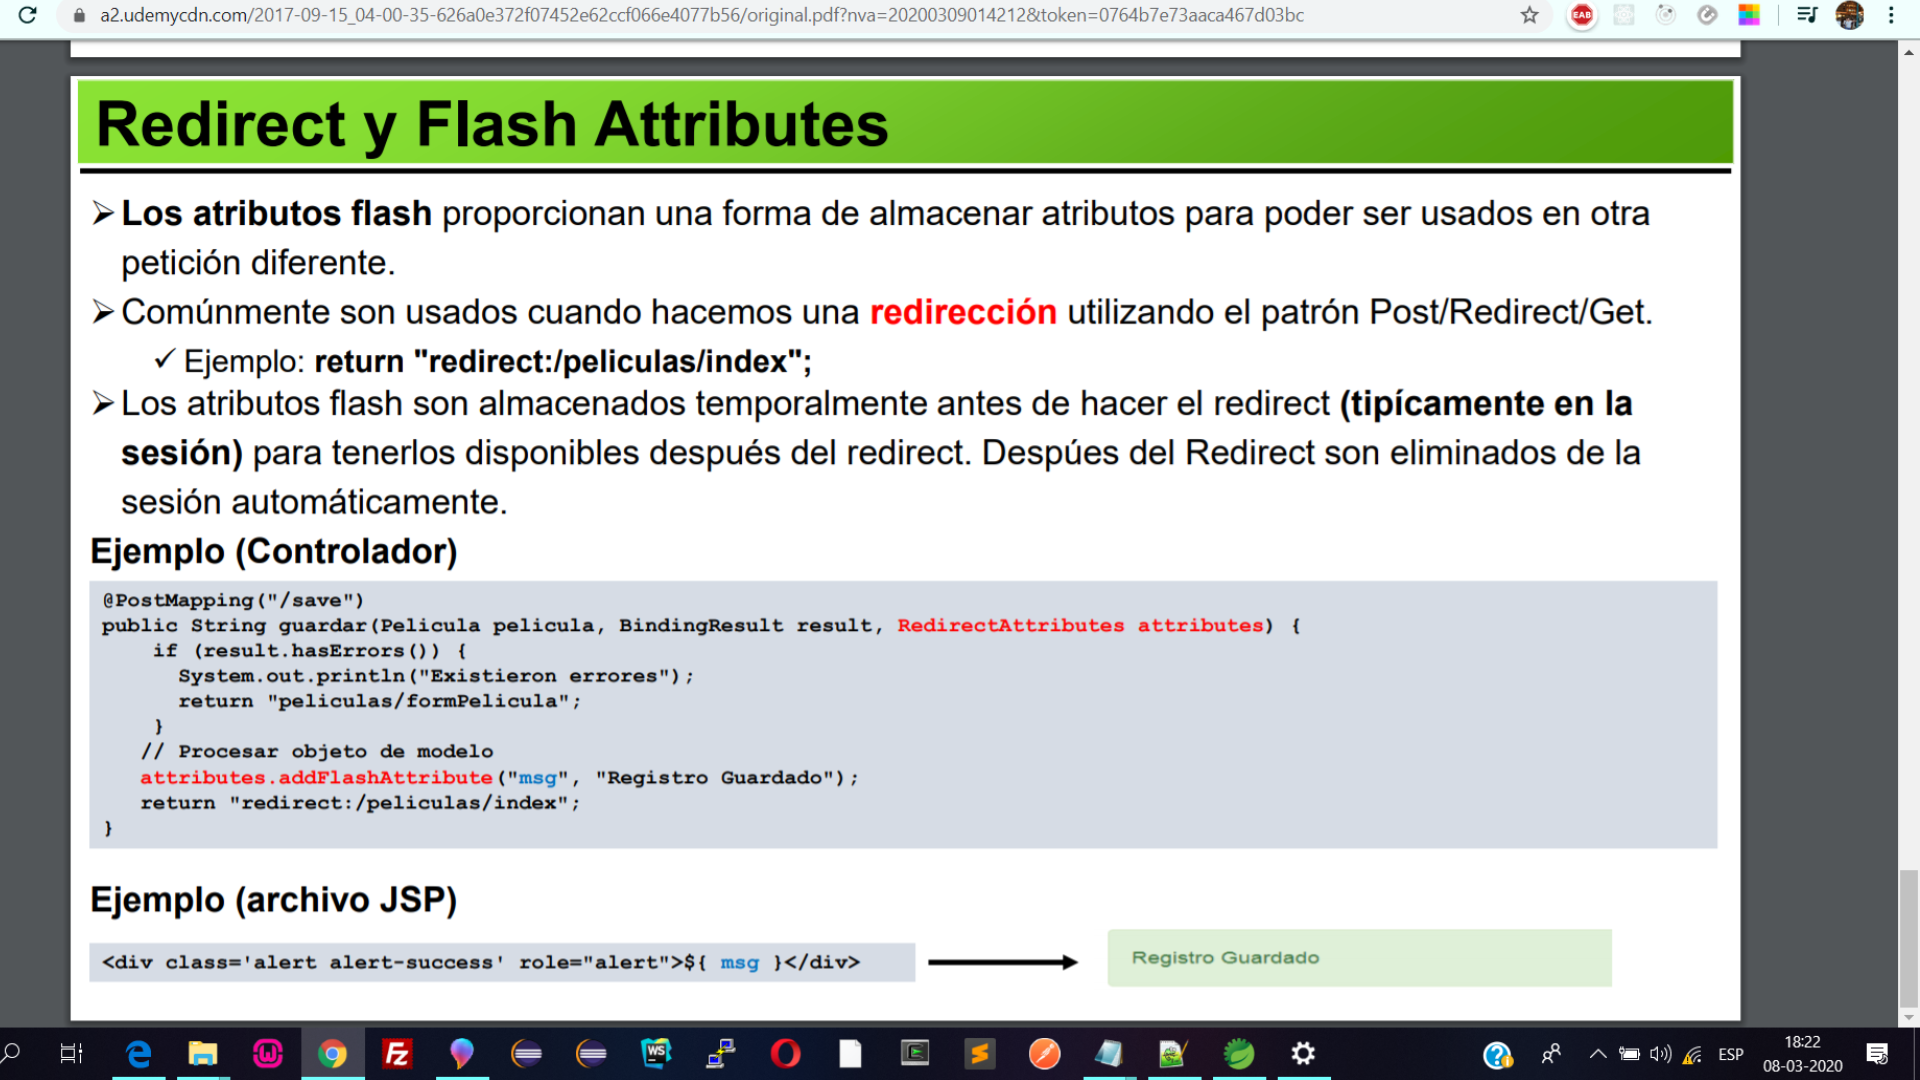 a2.udemycdn.com/2017-09-15_04-00-35-626a0e372f07452e62ccf066e4077b56/original.pdf?nva=20200309014212&token=0764b7e73aaca467d03bc
EAB
Redirect y Flash Attributes
➢ Los atributos flash proporcionan una forma de almacenar atributos para poder ser usados en otra
petición diferente.
➢ Comúnmente son usados cuando hacemos una redirección utilizando el patrón Post/Redirect/Get.
✓ Ejemplo: return "redirect:/peliculas/index";
➢ Los atributos flash son almacenados temporalmente antes de hacer el redirect (tipícamente en la
sesión) para tenerlos disponibles después del redirect. Despúes del Redirect son eliminados de la
sesión automáticamente.
Ejemplo (Controlador)
@PostMapping("/save")
public String guardar(Pelicula pelicula, BindingResult result, RedirectAttributes attributes) {
if (result.hasErrors()) {
System.out.println("Existieron errores");
return "peliculas/formPelicula";
}
// Procesar objeto de modelo
attributes.addFlashAttribute("msg", "Registro Guardado");
return "redirect:/peliculas/index";
}
Ejemplo (archivo JSP)
<div class='alert alert-success' role="alert">${ msg }</div>
Registro Guardado
Fz
WS
ESP
18:22
08-03-2020